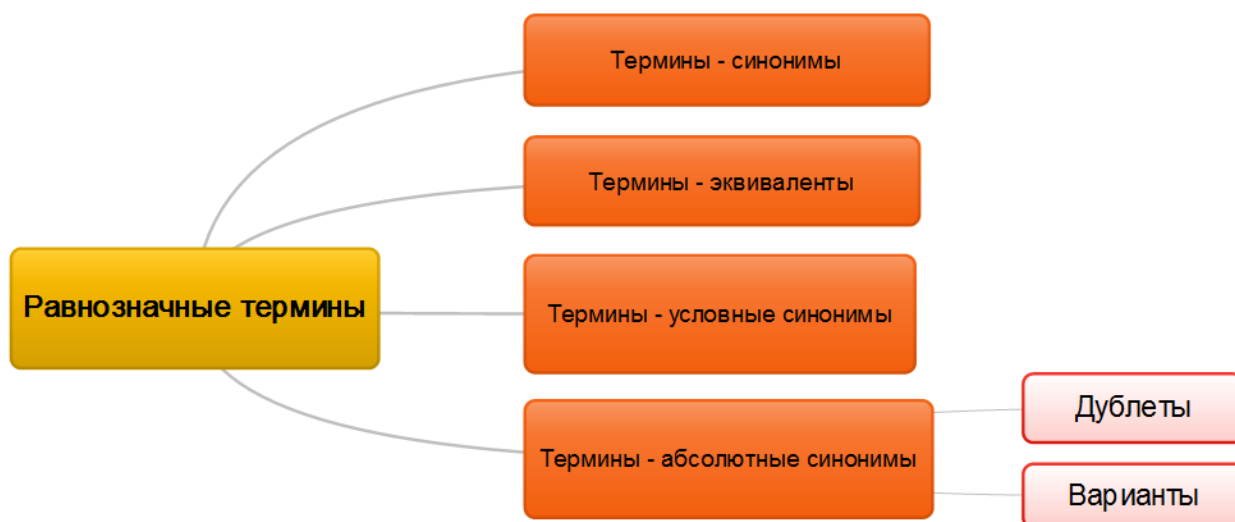 Термины - синонимы
Термины - эквиваленты
Равнозначные термины
Термины - условные синонимы
Термины - абсолютные синонимы
Дублеты
Варианты